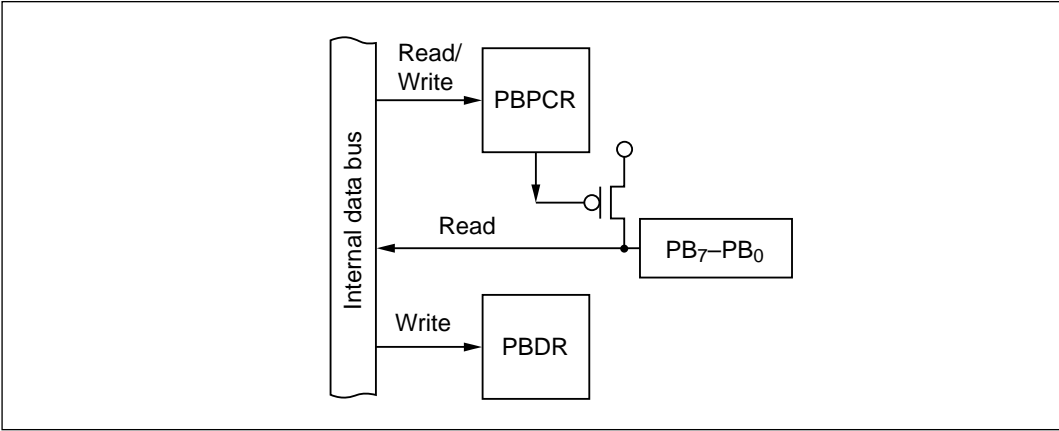 Read/
Write
PBPCR
Internal data bus
Read
PB₇–PB₀
Write
PBDR